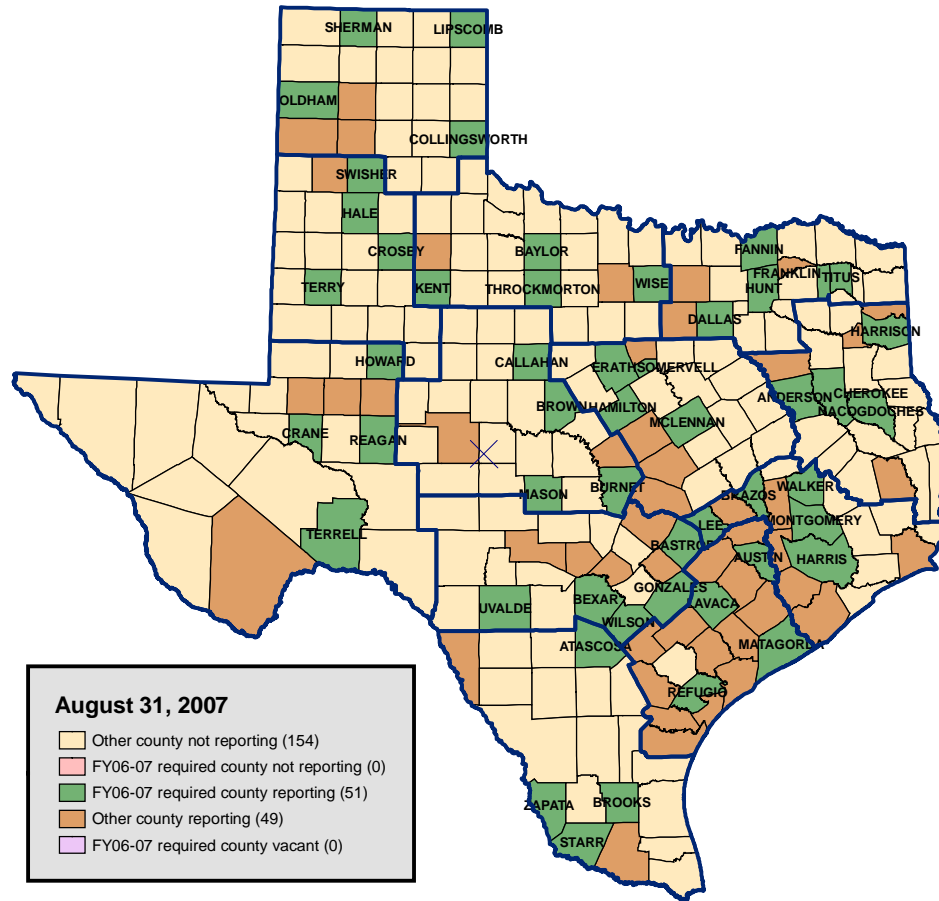 SHERMAN LIPSCOMB
OLDHAM
COLLINGSWORTH
SWISHER
HALE
CROSEY BAYLOR FANNIN
FRANKLIN TITUS
TERRY KENT THROCKMORTON WISE HUNT
DALLAS
HARRISON
HOWARD CALLAHAN ERATH SOMERVELL
BROWN HAMILTON ANDERSON CHEROKEE
NACOGDOCHES
MCLENNAN
CRANE REAGAN
MASON BURNET BRAZOS WALKER
LEE MONTGOMERY
TERRELL BASTROP AUSTIN HARRIS
UVALDE BEXAR GONZALES LAVACA
WILSON
ATASCOSA MATAGORDA
REFUGIO
August 31, 2007
Other county not reporting (154)
FY06-07 required county not reporting (0)
FY06-07 required county reporting (51)
Other county reporting (49)
FY06-07 required county vacant (0)
ZAPATA BROOKS
STARR